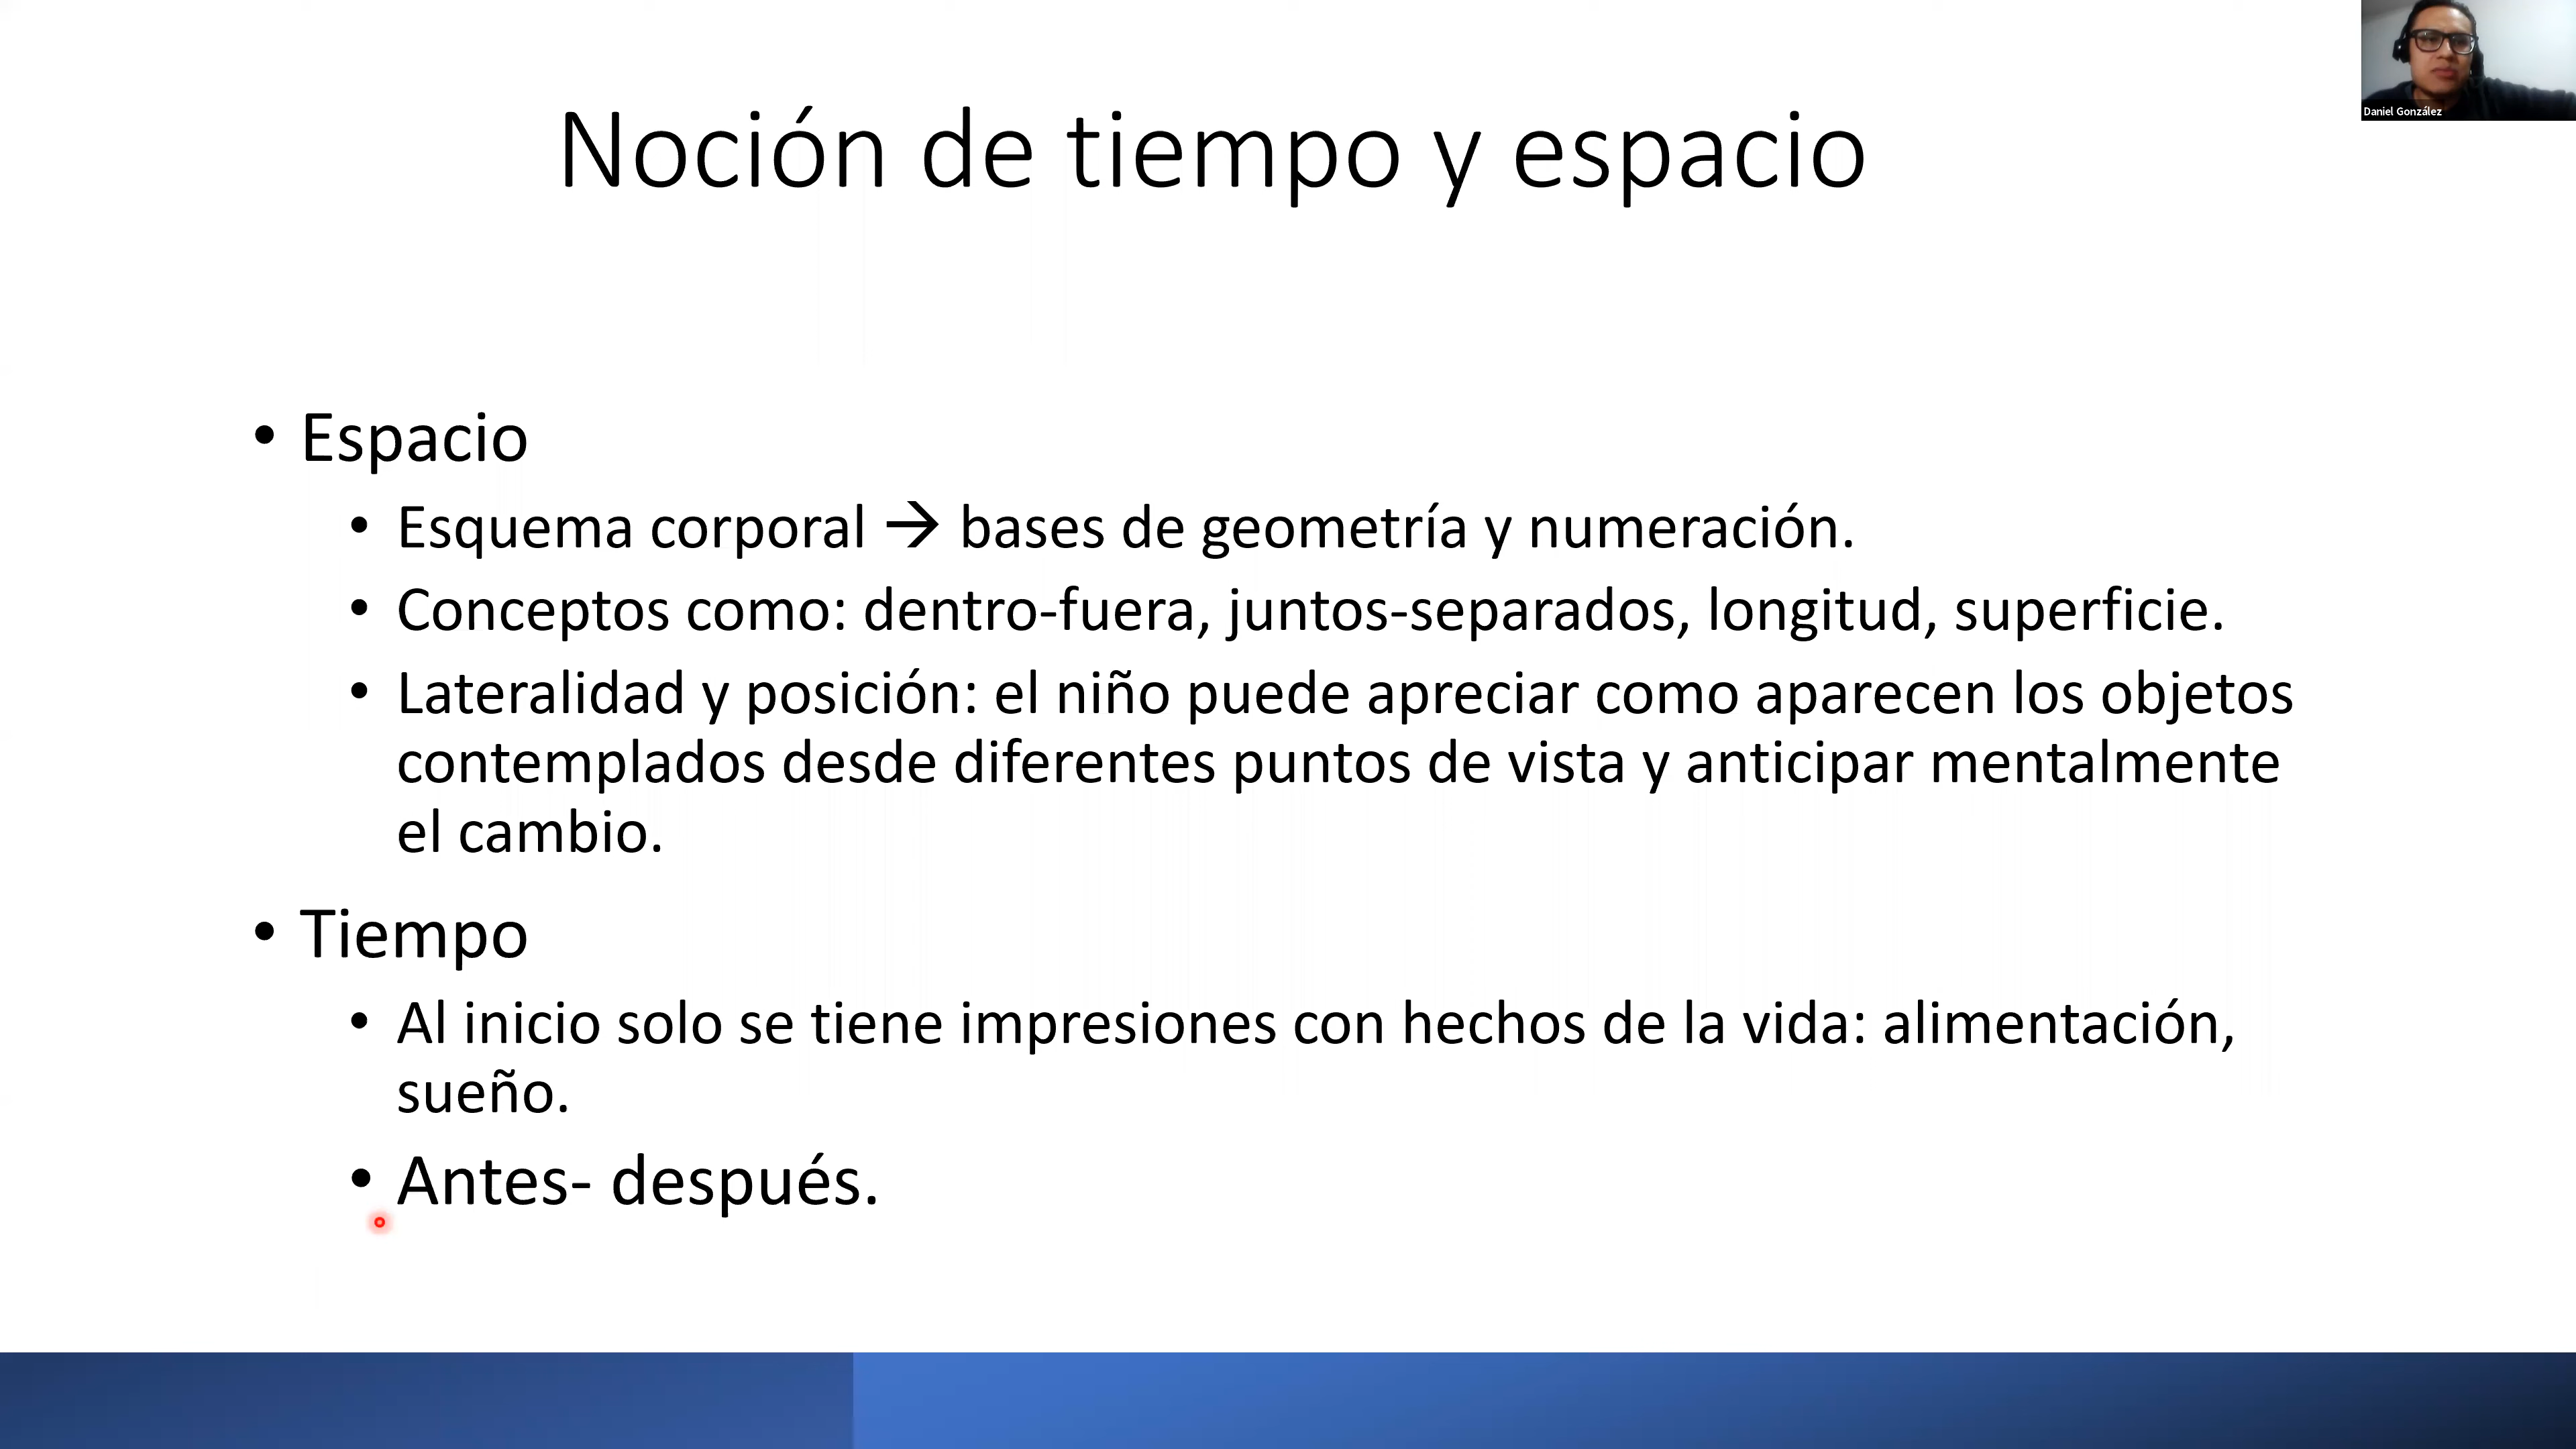 Daniel González
Noción de tiempo y espacio
• Espacio
• Esquema corporal → bases de geometría y numeración.
• Conceptos como: dentro-fuera, juntos-separados, longitud, superficie.
• Lateralidad y posición: el niño puede apreciar como aparecen los objetos
contemplados desde diferentes puntos de vista y anticipar mentalmente
el cambio.
• Tiempo
• Al inicio solo se tiene impresiones con hechos de la vida: alimentación,
sueño.
• Antes- después.